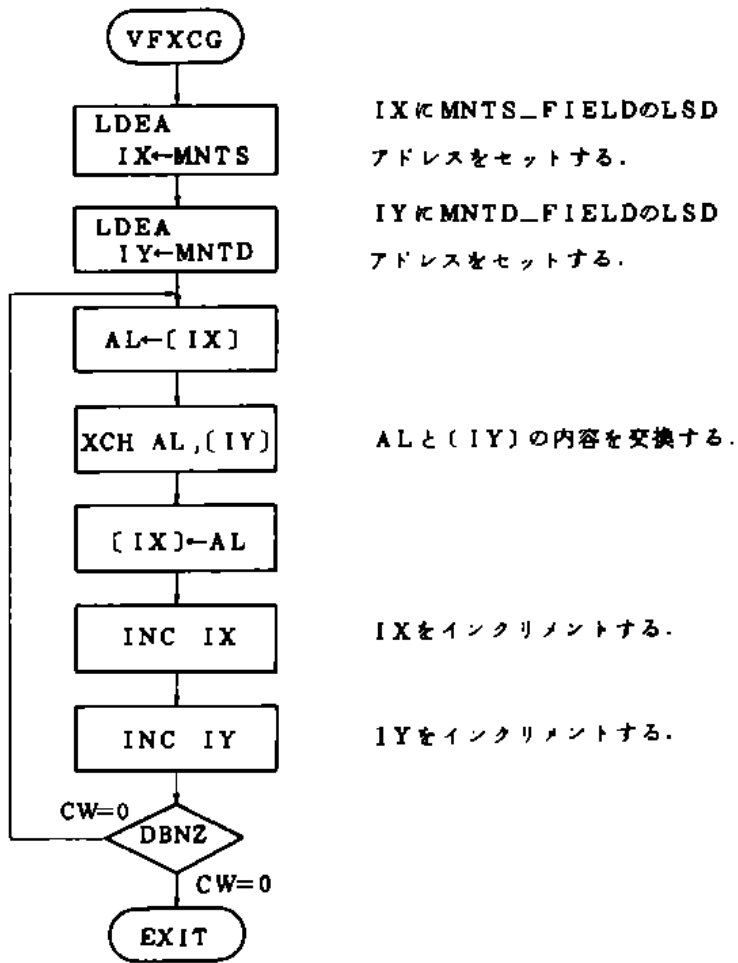 VFXCG
LDEA
IX←MNTS
IXにMNTS_FIELDのLSD
アドレスをセットする.
LDEA
IY←MNTD
IYにMNTD_FIELDのLSD
アドレスをセットする.
AL←〔IX〕
XCH AL,〔IY〕
ALと〔IY〕の内容を変換する.
〔IX〕←AL
INC IX
IXをインクリメントする.
INC IY
IYをインクリメントする.
CW=0
DBNZ
CW=0
EXIT